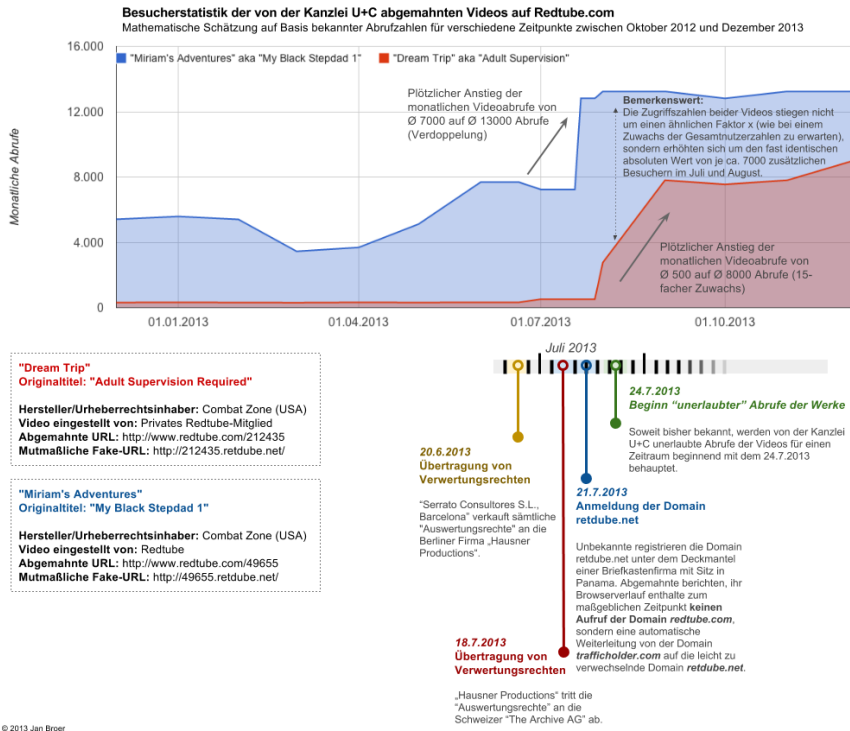 Besucherstatistik der von der Kanzlei U+C abgemahnten Videos auf Redtube.com
Mathematische Schätzung auf Basis bekannter Abrufzahlen für verschiedene Zeitpunkte zwischen Oktober 2012 und Dezember 2013
16.000
"Miriam's Adventures" aka "My Black Stepdad 1"
"Dream Trip" aka "Adult Supervision"
Plötzlicher Anstieg der
monatlichen Videoabrufe von
Ø 7000 auf Ø 13000 Abrufe
(Verdoppelung)
Bemerkenswert:
Die Zugriffszahlen beider Videos stiegen nicht
um einen ähnlichen Faktor x (wie bei einem
Zuwachs der Gesamtnutzerzahlen zu erwarten),
sondern erhöhten sich um den fast identischen
absoluten Wert von je ca. 7000 zusätzlichen
Besuchern im Juli und August.
12.000
Monatliche Abrufe
8.000
4.000
0
Plötzlicher Anstieg der
monatlichen Videoabrufe von
Ø 500 auf Ø 8000 Abrufe (15-
facher Zuwachs)
01.01.2013
01.04.2013
01.07.2013
01.10.2013
"Dream Trip"
Originaltitel: "Adult Supervision Required"
Hersteller/Urheberrechtsinhaber: Combat Zone (USA)
Video eingestellt von: Privates Redtube-Mitglied
Abgemahnte URL: http://www.redtube.com/212435
Mutmaßliche Fake-URL: http://212435.retdube.net/
"Miriam's Adventures"
Originaltitel: "My Black Stepdad 1"
Hersteller/Urheberrechtsinhaber: Combat Zone (USA)
Video eingestellt von: Redtube
Abgemahnte URL: http://www.redtube.com/49655
Mutmaßliche Fake-URL: http://49655.retdube.net/
Juli 2013
24.7.2013
Beginn "unerlaubter" Abrufe der Werke
Soweit bisher bekannt, werden von der Kanzlei
U+C unerlaubte Abrufe der Videos für einen
Zeitraum beginnend mit dem 24.7.2013
behauptet.
20.6.2013
Übertragung von
Verwertungsrechten
"Serrato Consultores S.L.,
Barcelona" verkauft sämtliche
"Auswertungsrechte" an die
Berliner Firma „Hausner
Productions".
21.7.2013
Anmeldung der Domain
retdube.net
Unbekannte registrieren die Domain
retdube.net unter dem Deckmantel
einer Briefkastenfirma mit Sitz in
Panama. Abgemahnte berichten, ihr
Browserverlauf enthalte zum
maßgeblichen Zeitpunkt keinen
Aufruf der Domain redtube.com,
sondern eine automatische
Weiterleitung von der Domain
trafficholder.com auf die leicht zu
verwechselnde Domain retdube.net.
18.7.2013
Übertragung von
Verwertungsrechten
„Hausner Productions" tritt die
"Auswertungsrechte" an die
Schweizer "The Archive AG" ab.
© 2013 Jan Broer